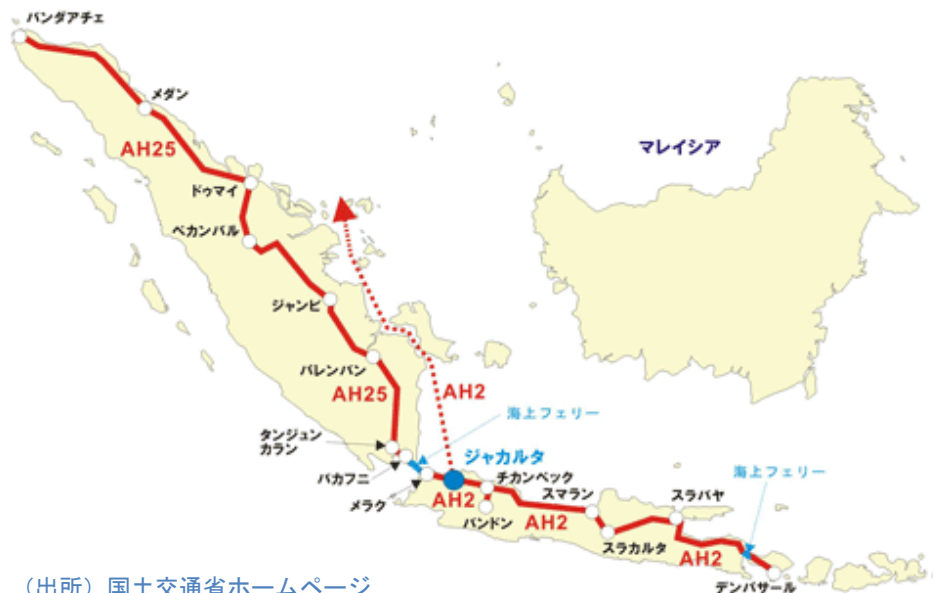 バンダアチェ
メダン
AH25
マレイシア
ドゥマイ
ペカンバル
ジャンビ
パレンバン
AH25
AH2
海上フェリー
タンジュン
カラン
ジャカルタ
バカフニ
チカンペック
海上フェリー
メラク
AH2
スマラン
スラバヤ
バンドン
AH2
スラカルタ
AH2
デンパサール
（出所）国土交通省ホームページ